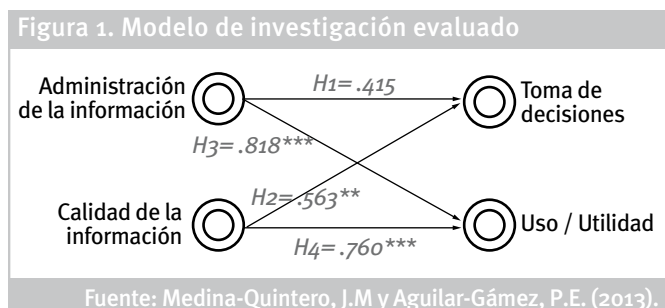 Figura 1. Modelo de investigación evaluado
Administración
de la información
H1= .415
Toma de
decisiones
H3= .818***
H2= .563**
Calidad de la
información
H4= .760***
Uso / Utilidad
Fuente: Medina-Quintero, J.M y Aguilar-Gámez, P.E. (2013).